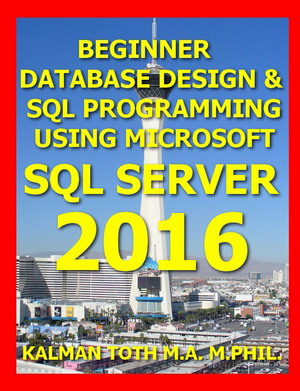 BEGINNER
DATABASE DESIGN &
SQL PROGRAMMING
USING MICROSOFT
SQL SERVER
2016
KALMAN TOTH M.A. M.PHIL.